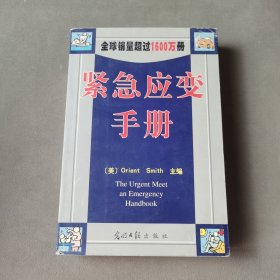 全球销量超过1600万册
紧急应变
手册
〔美〕Orient Smith 主编
The Urgent Meet
an Emergency
Handbook
光明日报出版社